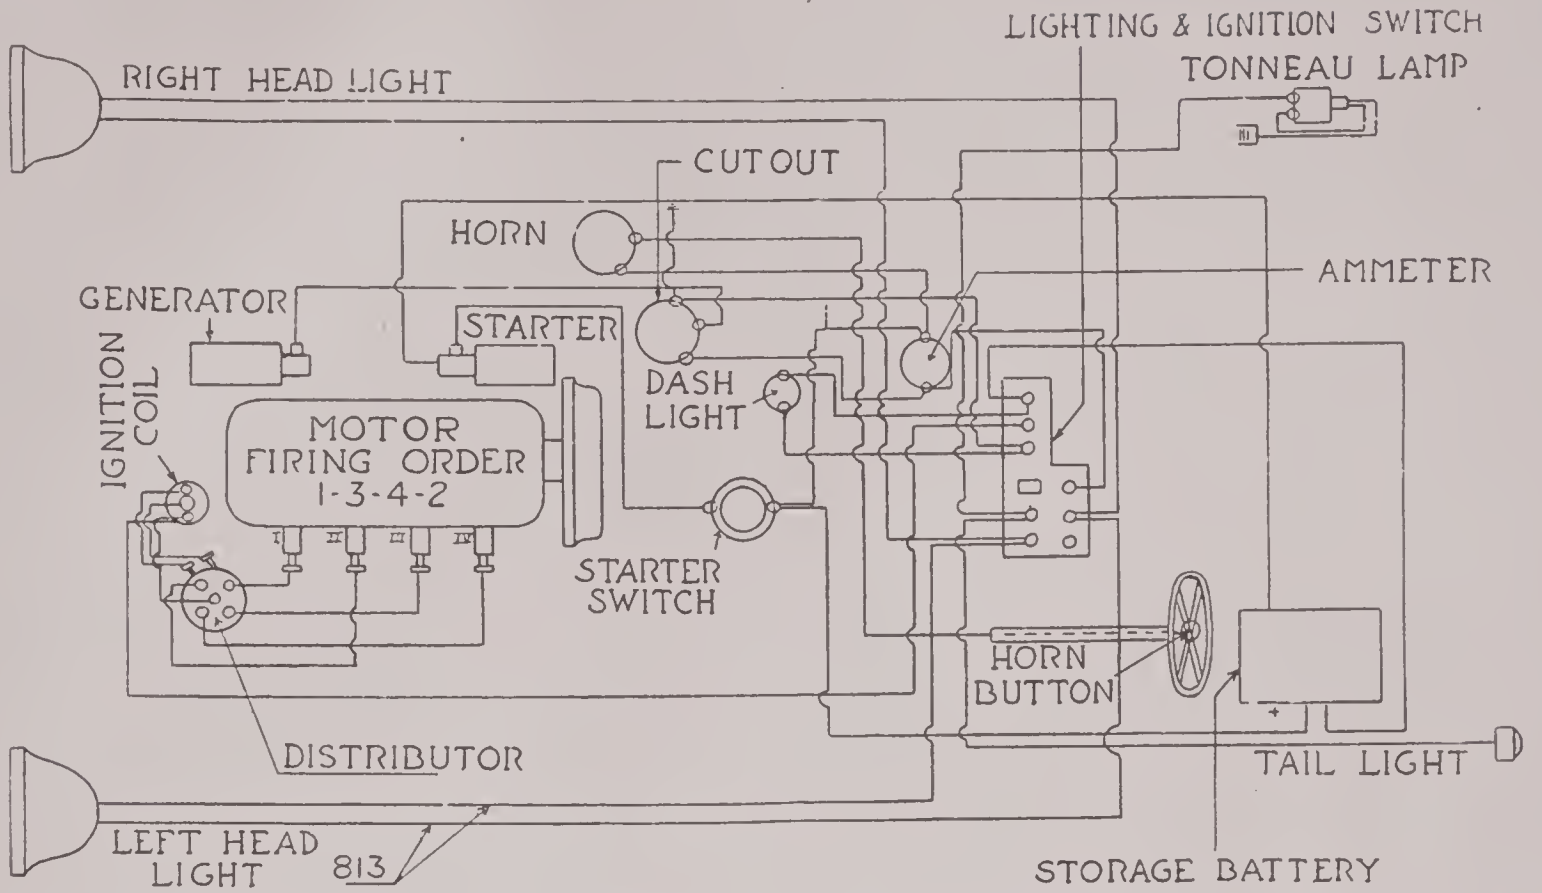 LIGHTING & IGNITION SWITCH
TONNEAU LAMP
RIGHT HEAD LIGHT
CUTOUT
HORN
AMMETER
GENERATOR
STARTER
IGNITION
COIL
DASH
LIGHT
MOTOR
FIRING ORDER
1-3-4-2
I II III IV
STARTER
SWITCH
HORN
BUTTON
+
DISTRIBUTOR
TAIL LIGHT
LEFT HEAD
LIGHT
813
STORAGE BATTERY